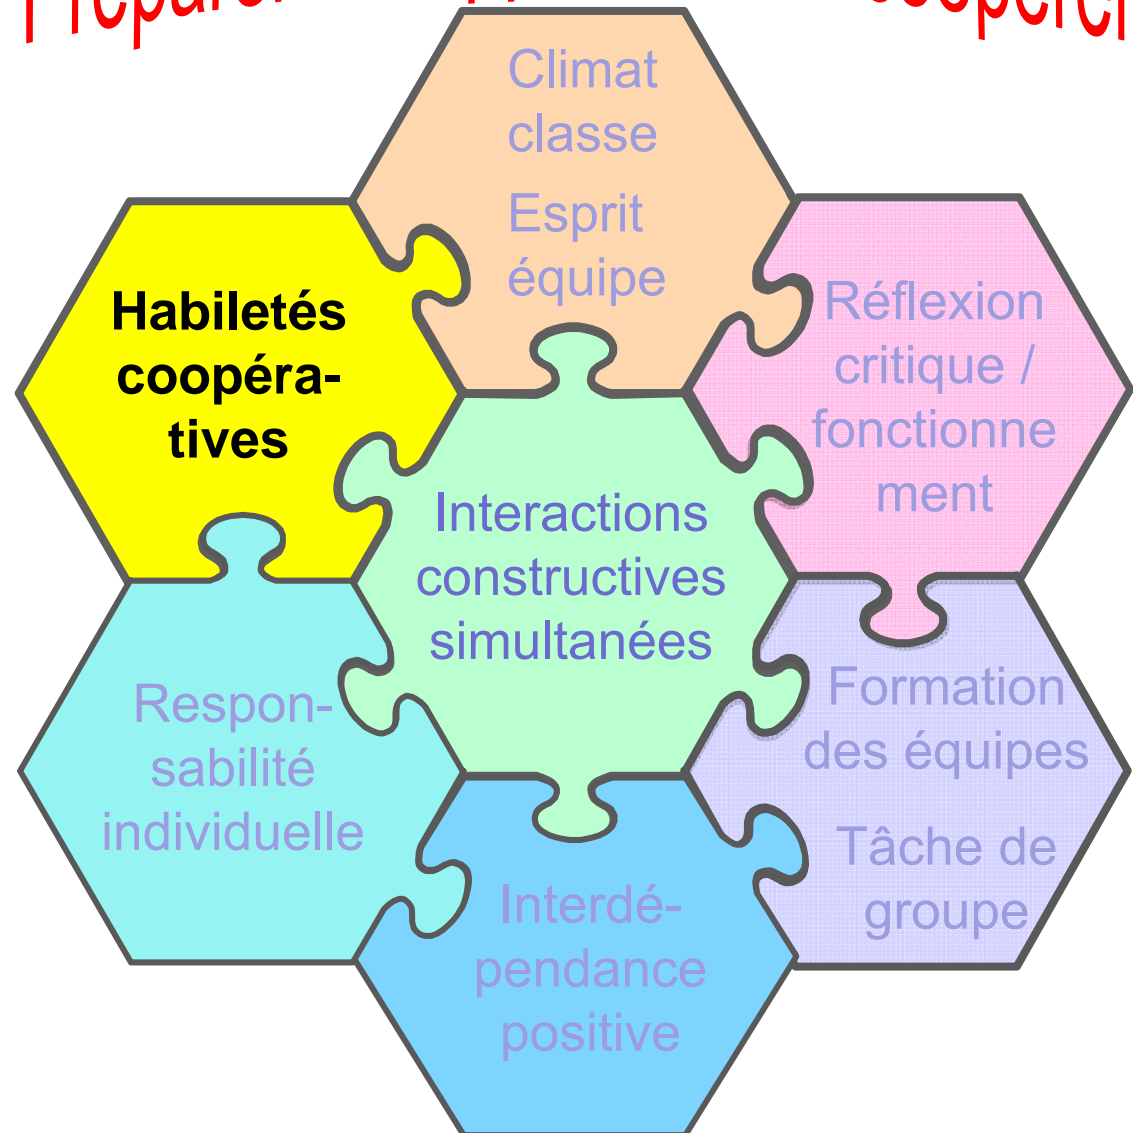 Climat
classe
Esprit
équipe
Habiletés
coopéra-
tives
Réflexion
critique /
fonctionne
ment
Interactions
constructives
simultanées
Respon-
sabilité
individuelle
Formation
des équipes
Tâche de
groupe
Interdé-
pendance
positive